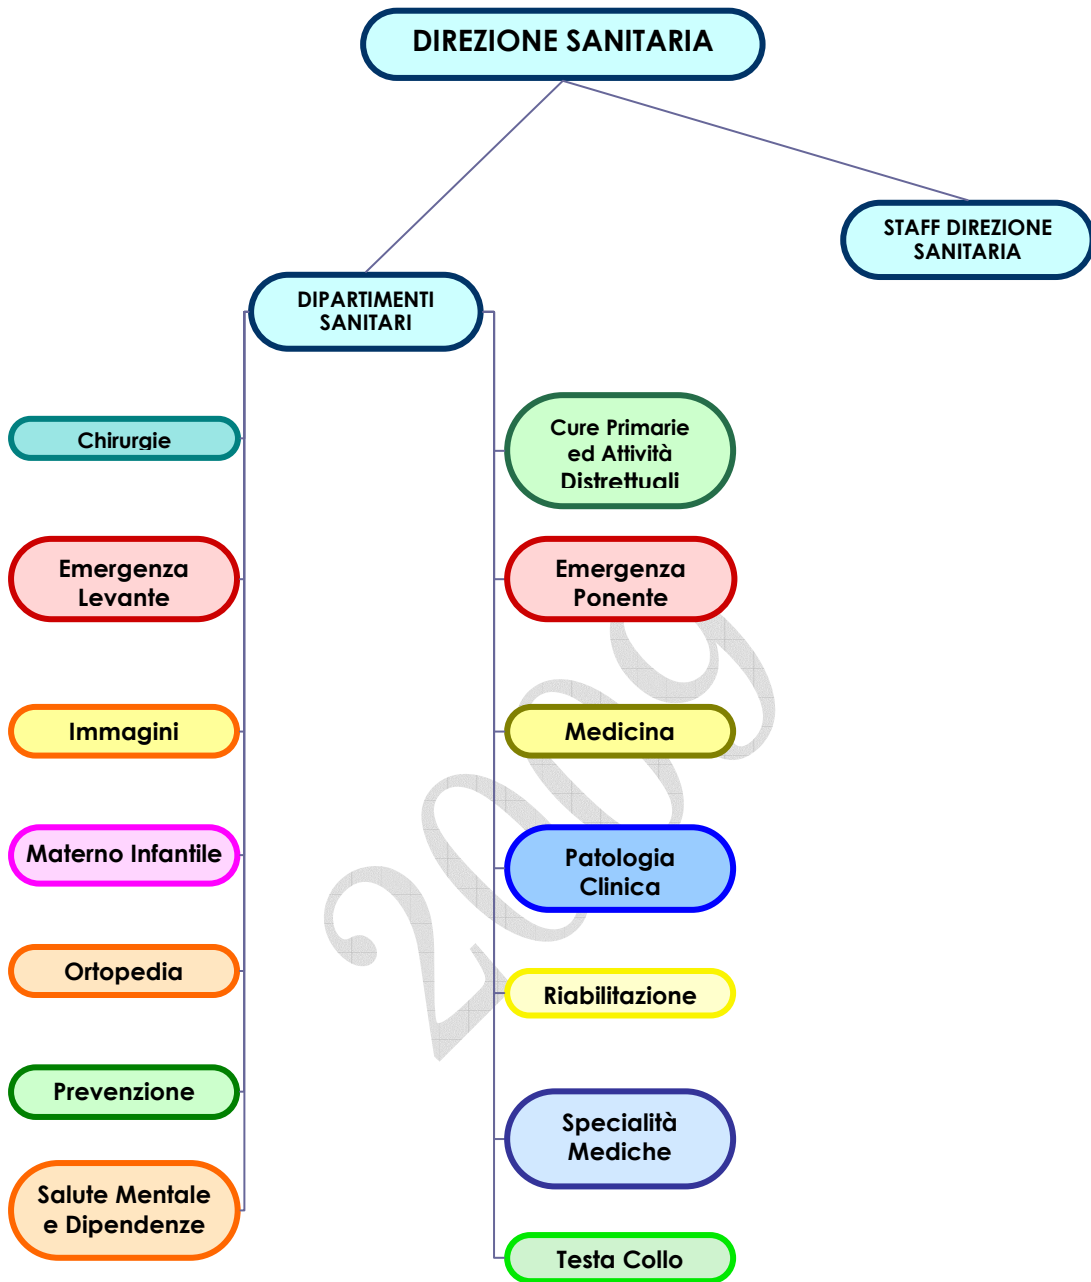 DIREZIONE SANITARIA
STAFF DIREZIONE
SANITARIA
DIPARTIMENTI
SANITARI
Chirurgie
Cure Primarie
ed Attività
Distrettuali
Emergenza
Levante
Emergenza
Ponente
Immagini
Medicina
Materno Infantile
Patologia
Clinica
Ortopedia
Riabilitazione
Prevenzione
Specialità
Mediche
Salute Mentale
e Dipendenze
Testa Collo
2009